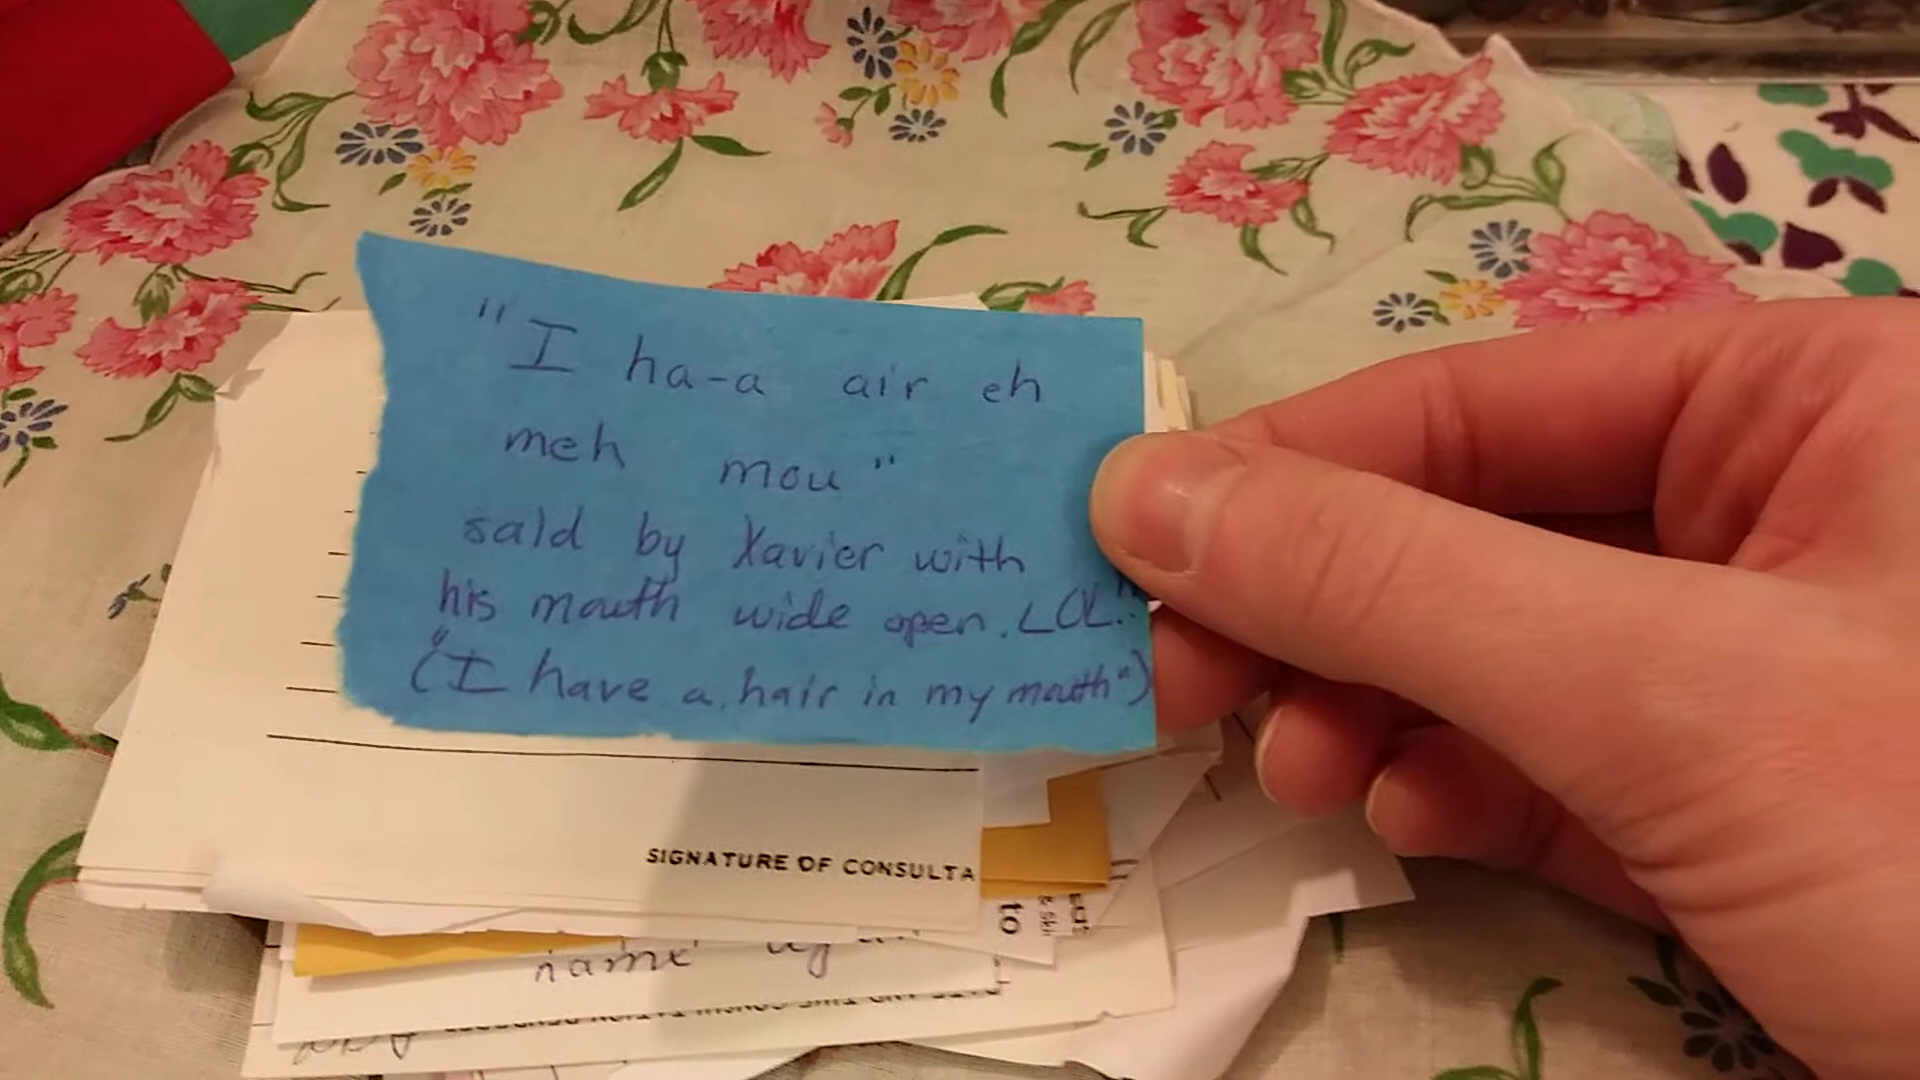 "I ha-a air eh
meh mou"
said by Xavier with
his mouth wide open. LOL."
("I have a hair in my mouth")
SIGNATURE OF CONSULTA
to
name